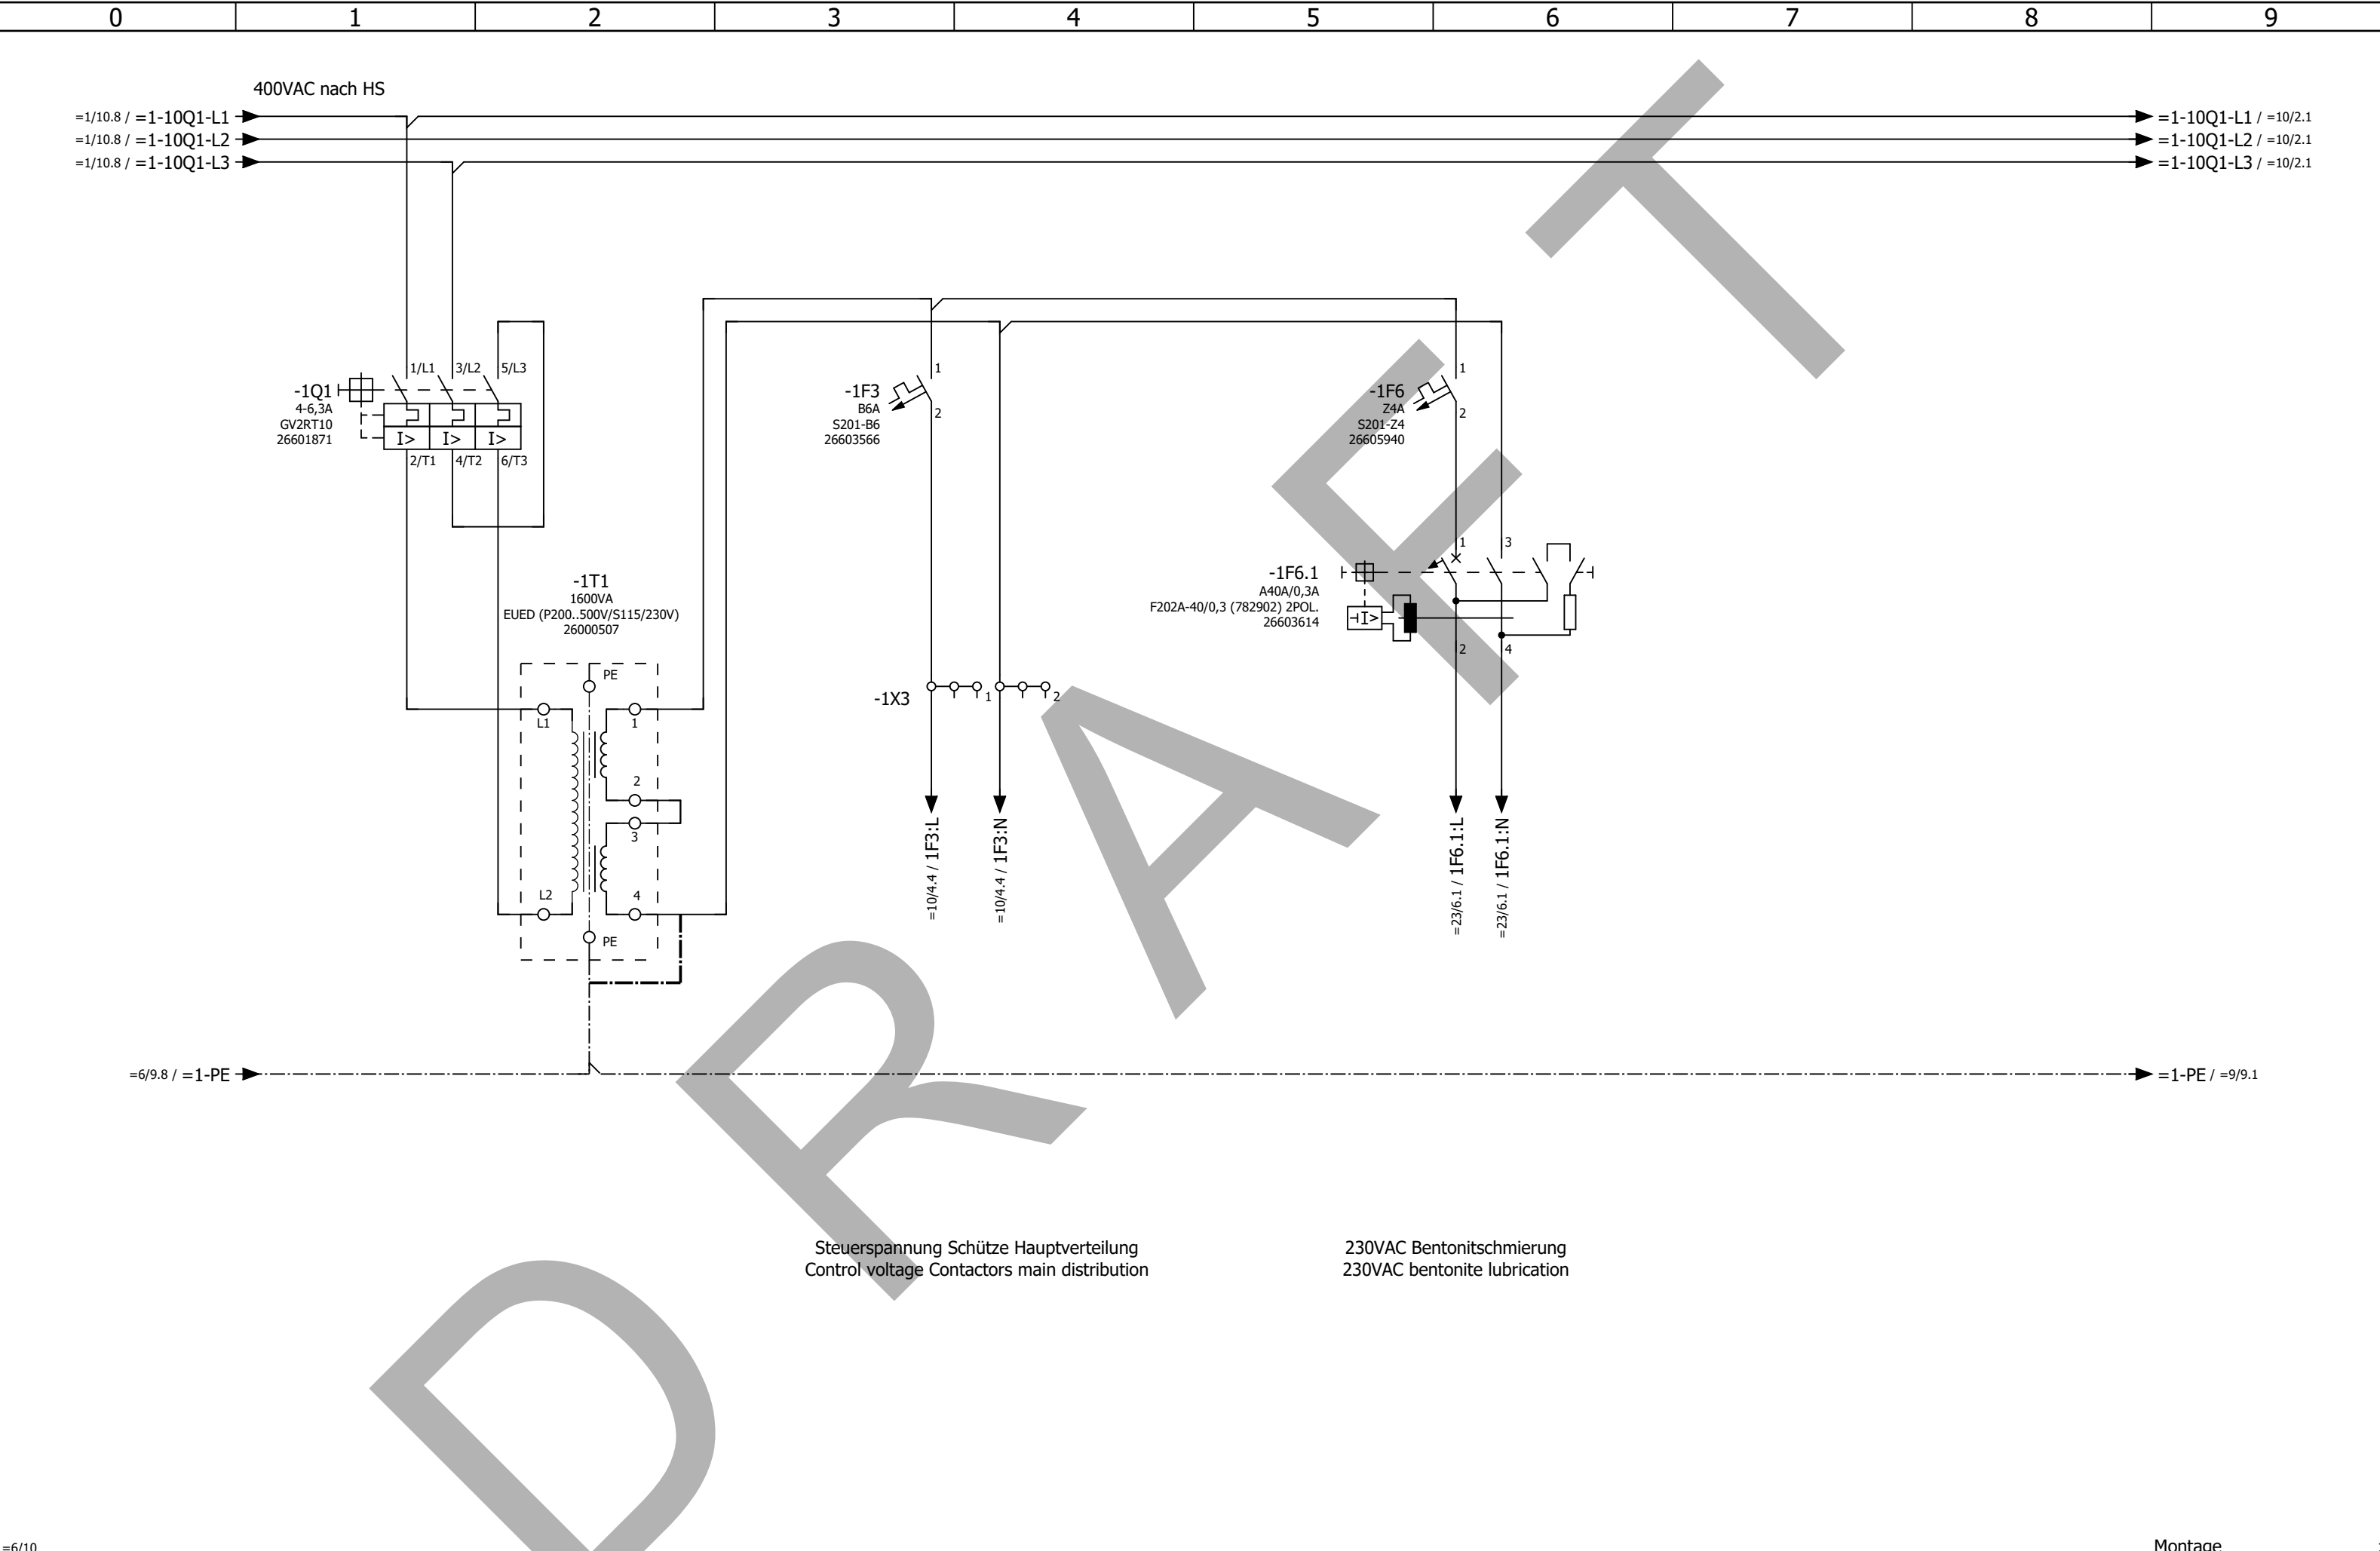 0 1 2 3 4 5 6 7 8 9
400VAC nach HS
=1/10.8 / =1-10Q1-L1
=1-10Q1-L1 / =10/2.1
=1/10.8 / =1-10Q1-L2
=1-10Q1-L2 / =10/2.1
=1/10.8 / =1-10Q1-L3
=1-10Q1-L3 / =10/2.1
-1Q1
4-6,3A
GV2RT10
26601871
1/L1 3/L2 5/L3
I> I> I>
2/T1 4/T2 6/T3
-1F3
B6A
S201-B6
26603566
1
2
-1F6
Z4A
S201-Z4
26605940
1
2
-1T1
1600VA
EUED (P200..500V/S115/230V)
26000507
PE
L1
1
2
3
L2
4
PE
-1F6.1
A40A/0,3A
F202A-40/0,3 (782902) 2POL.
26603614
I>
1
3
2
4
-1X3
1
2
=10/4.4 / 1F3:L
=10/4.4 / 1F3:N
=23/6.1 / 1F6.1:L
=23/6.1 / 1F6.1:N
=6/9.8 / =1-PE
=1-PE / =9/9.1
Steuerspannung Schütze Hauptverteilung
Control voltage Contactors main distribution
230VAC Bentonitschmierung
230VAC bentonite lubrication
DRAFT
=6/10
Montage